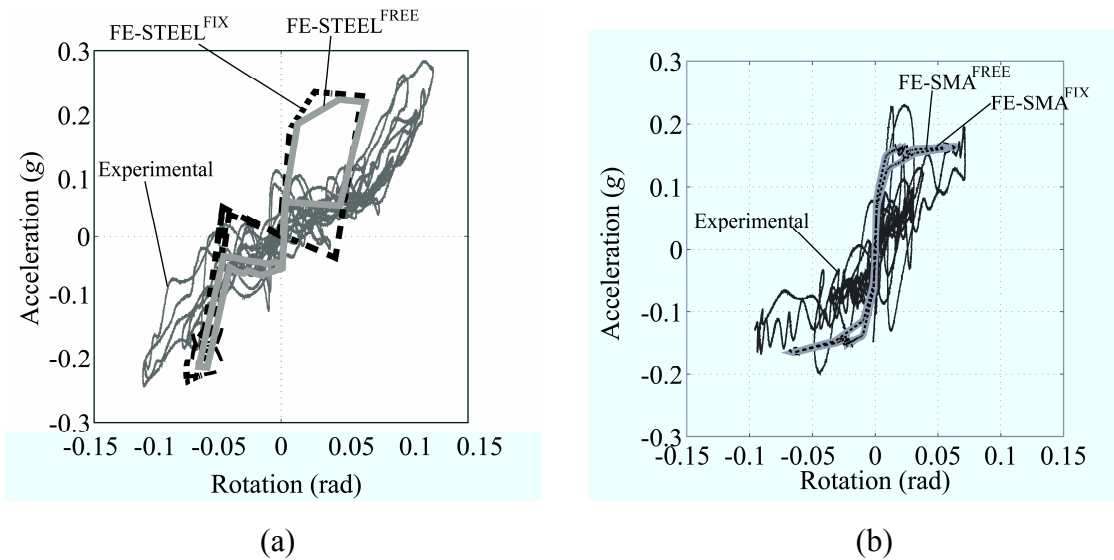 FE-STEEL^FIX
FE-STEEL^FREE
0.3
0.2
0.1
0
-0.1
-0.2
-0.3
Acceleration (g)
Experimental
-0.15 -0.1 -0.05 0 0.05 0.1 0.15
Rotation (rad)
(a)
0.3
0.2
0.1
0
-0.1
-0.2
-0.3
Acceleration (g)
FE-SMA^FREE
FE-SMA^FIX
Experimental
-0.15 -0.1 -0.05 0 0.05 0.1 0.15
Rotation (rad)
(b)